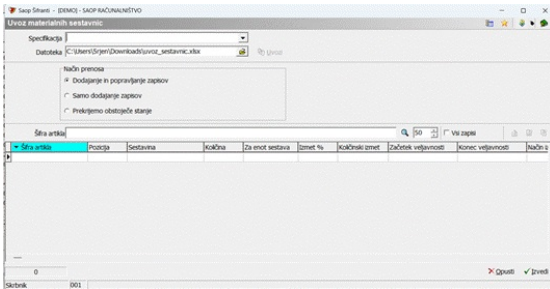 Saop Šifranti - [DEMO] - SAOP RAČUNALNIŠTVO
Uvoz materialnih sestavnic
Specifikacija
Datoteka C:\Users\Srjen\Downloads\uvoz_sestavnic.xlsx Uvoz
Način prenosa
Dodajanje in popravljanje zapisov
Samo dodajanje zapisov
Prekrijemo obstoječe stanje
Šifra artikla 50 Vsi zapisi
Šifra artikla Pozicija Sestavina Količina Za enot sestava Izmet % Količinski izmet Začetek veljavnosti Konec veljavnosti Način
0 Opusti Izvedi
Skrbnik 001